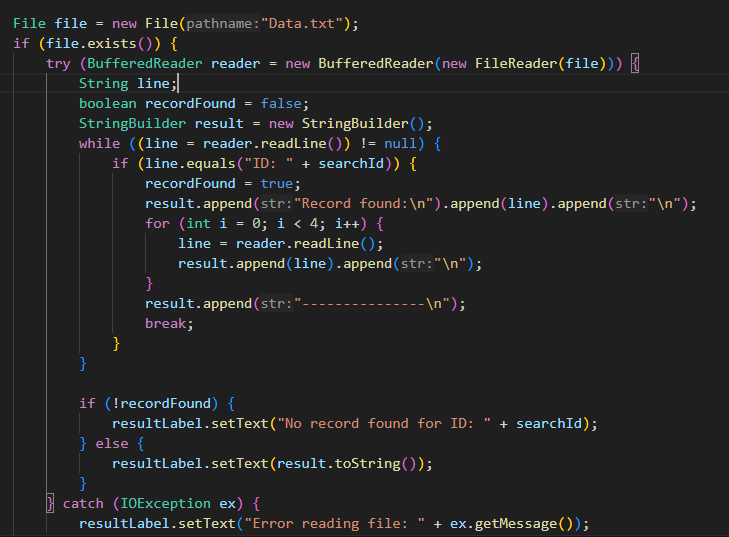 File file = new File(pathname:"Data.txt");
if (file.exists()) {
try (BufferedReader reader = new BufferedReader(new FileReader(file))) {
String line;
boolean recordFound = false;
StringBuilder result = new StringBuilder();
while ((line = reader.readLine()) != null) {
if (line.equals("ID: " + searchId)) {
recordFound = true;
result.append(str:"Record found:\n").append(line).append(str:"\n");
for (int i = 0; i < 4; i++) {
line = reader.readLine();
result.append(line).append(str:"\n");
}
result.append(str:"---------------\n");
break;
}
}
if (!recordFound) {
resultLabel.setText("No record found for ID: " + searchId);
} else {
resultLabel.setText(result.toString());
}
} catch (IOException ex) {
resultLabel.setText("Error reading file: " + ex.getMessage());